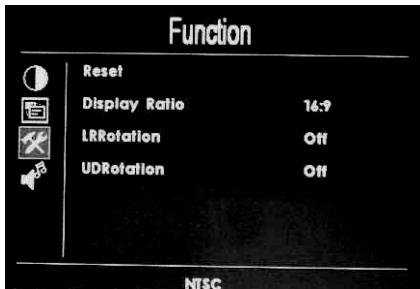 Function
Reset
Display Ratio 16:9
LRRotation Off
UDRotation Off
NTSC